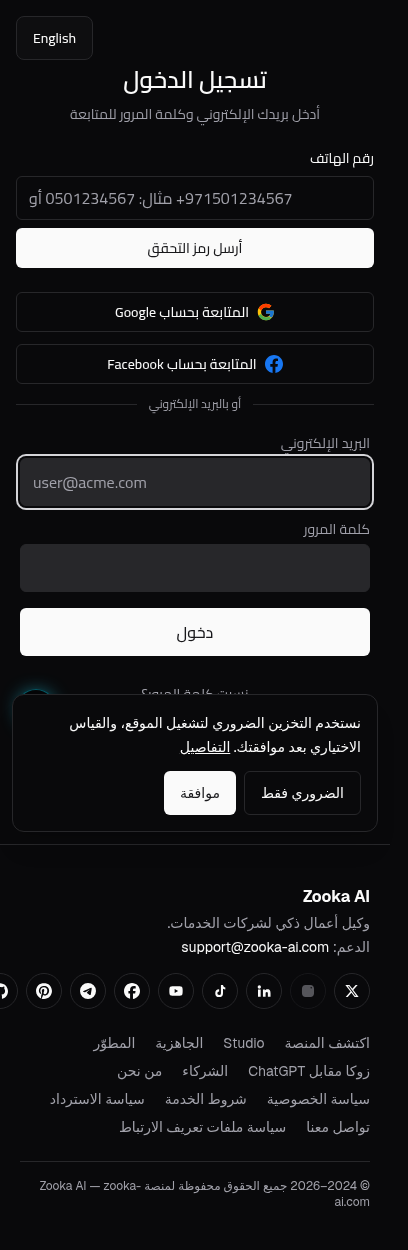 English
تسجيل الدخول
أدخل بريدك الإلكتروني وكلمة المرور للمتابعة
رقم الهاتف
مثال: 0501234567 أو +971501234567
أرسل رمز التحقق
المتابعة بحساب Google
المتابعة بحساب Facebook
أو بالبريد الإلكتروني
البريد الإلكتروني
user@acme.com
كلمة المرور
دخول
نسيت كلمة المرور؟
نستخدم التخزين الضروري لتشغيل الموقع، والقياس
الاختياري بعد موافقتك. التفاصيل
الضروري فقط
موافقة
Zooka AI
وكيل أعمال ذكي لشركات الخدمات.
الدعم: support@zooka-ai.com
اكتشف المنصة Studio الجاهزية المطوّر
زوكا مقابل ChatGPT الشركاء من نحن
سياسة الخصوصية شروط الخدمة سياسة الاسترداد
تواصل معنا سياسة ملفات تعريف الارتباط
© 2024–2026 جميع الحقوق محفوظة لمنصة Zooka AI — zooka-
ai.com